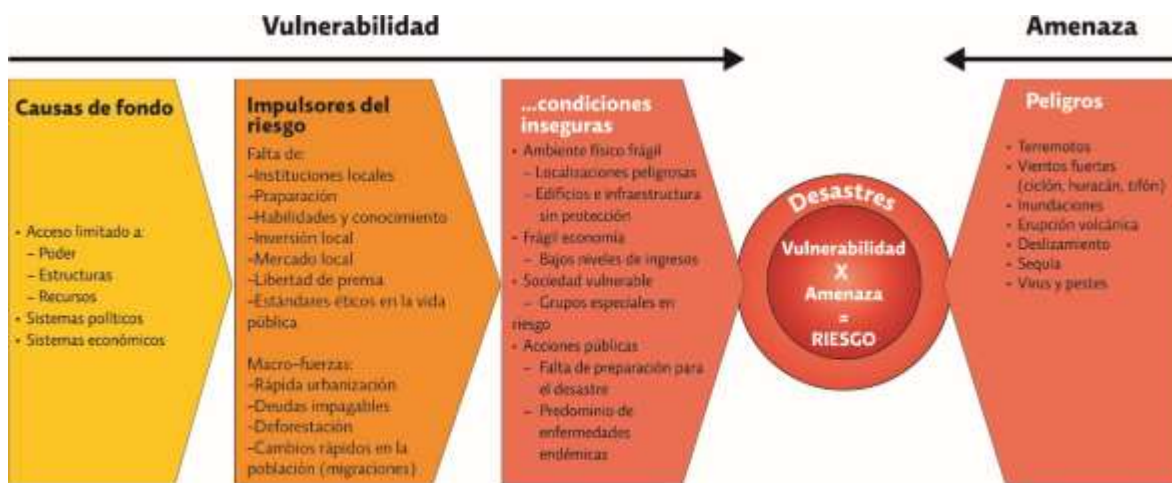 Vulnerabilidad
Amenaza
Causas de fondo
• Acceso limitado a:
– Poder
– Estructuras
– Recursos
• Sistemas políticos
• Sistemas económicos
Impulsores del
riesgo
Falta de:
–Instituciones locales
–Preparación
–Habilidades y conocimiento
–Inversión local
–Mercado local
–Libertad de prensa
–Estándares éticos en la vida
pública
Macro-fuerzas:
–Rápida urbanización
–Deudas impagables
–Deforestación
–Cambios rápidos en la
población (migraciones)
...condiciones
inseguras
• Ambiente físico frágil
– Localizaciones peligrosas
– Edificios e infraestructura
sin protección
• Frágil economía
– Bajos niveles de ingresos
• Sociedad vulnerable
– Grupos especiales en
riesgo
• Acciones públicas
– Falta de preparación para
el desastre
– Predominio de
enfermedades
endémicas
Desastres
Vulnerabilidad
X
Amenaza
=
RIESGO
Peligros
• Terremotos
• Vientos fuertes
(ciclón, huracán, tifón)
• Inundaciones
• Erupción volcánica
• Deslizamiento
• Sequía
• Virus y pestes